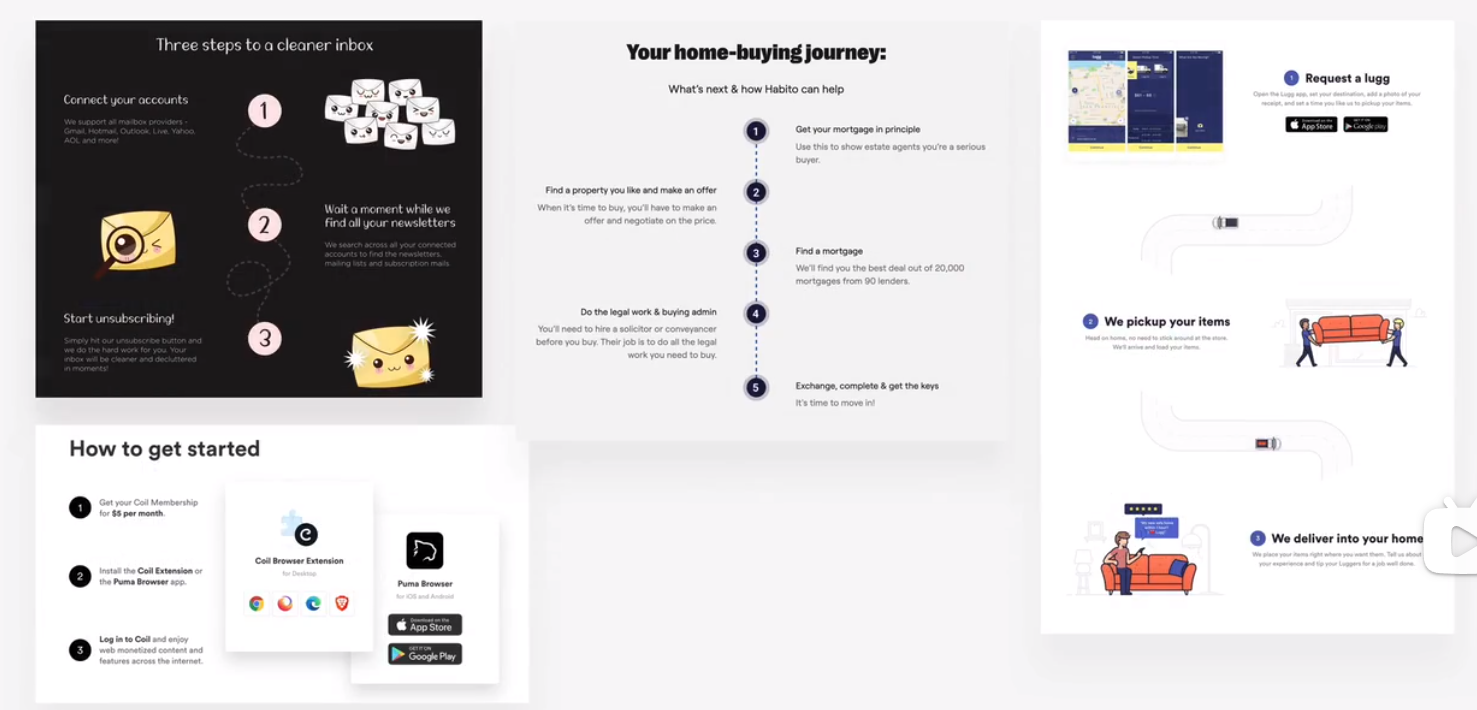 Three steps to a cleaner inbox
Connect your accounts
We support all mailbox providers -
Gmail, Hotmail, Outlook, Live, Yahoo,
AOL and more!
1
2
Wait a moment while we
find all your newsletters
We search across all your connected
accounts to find the newsletters,
mailing lists and subscription mails
Start unsubscribing!
Simply hit our unsubscribe button and
we do the hard work for you. Your
inbox will be cleaner and decluttered
in moments!
3
Your home-buying journey:
What's next & how Habito can help
1
Get your mortgage in principle
Use this to show estate agents you're a serious
buyer.
Find a property you like and make an offer
When it's time to buy, you'll have to make an
offer and negotiate on the price.
2
3
Find a mortgage
We'll find you the best deal out of 20,000
mortgages from 90 lenders.
Do the legal work & buying admin
You'll need to hire a solicitor or conveyancer
before you buy. Their job is to do all the legal
work you need to buy.
4
5
Exchange, complete & get the keys
It's time to move in!
1 Request a lugg
Open the Lugg app, set your destination, add a photo of your
receipt, and set a time you like us to pickup your items.
Download on the
App Store
GET IT ON
Google play
2 We pickup your items
Head on home, no need to stick around at the store.
We'll arrive and load your items.
3 We deliver into your home
We place your items right where you want them. Tell us about
your experience and tip your Luggers for a job well done.
How to get started
1
Get your Coil Membership
for $5 per month.
2
Install the Coil Extension or
the Puma Browser app.
3
Log in to Coil and enjoy
web monetized content and
features across the internet.
Coil Browser Extension
for Desktop
Puma Browser
for iOS and Android
Download on the
App Store
GET IT ON
Google Play